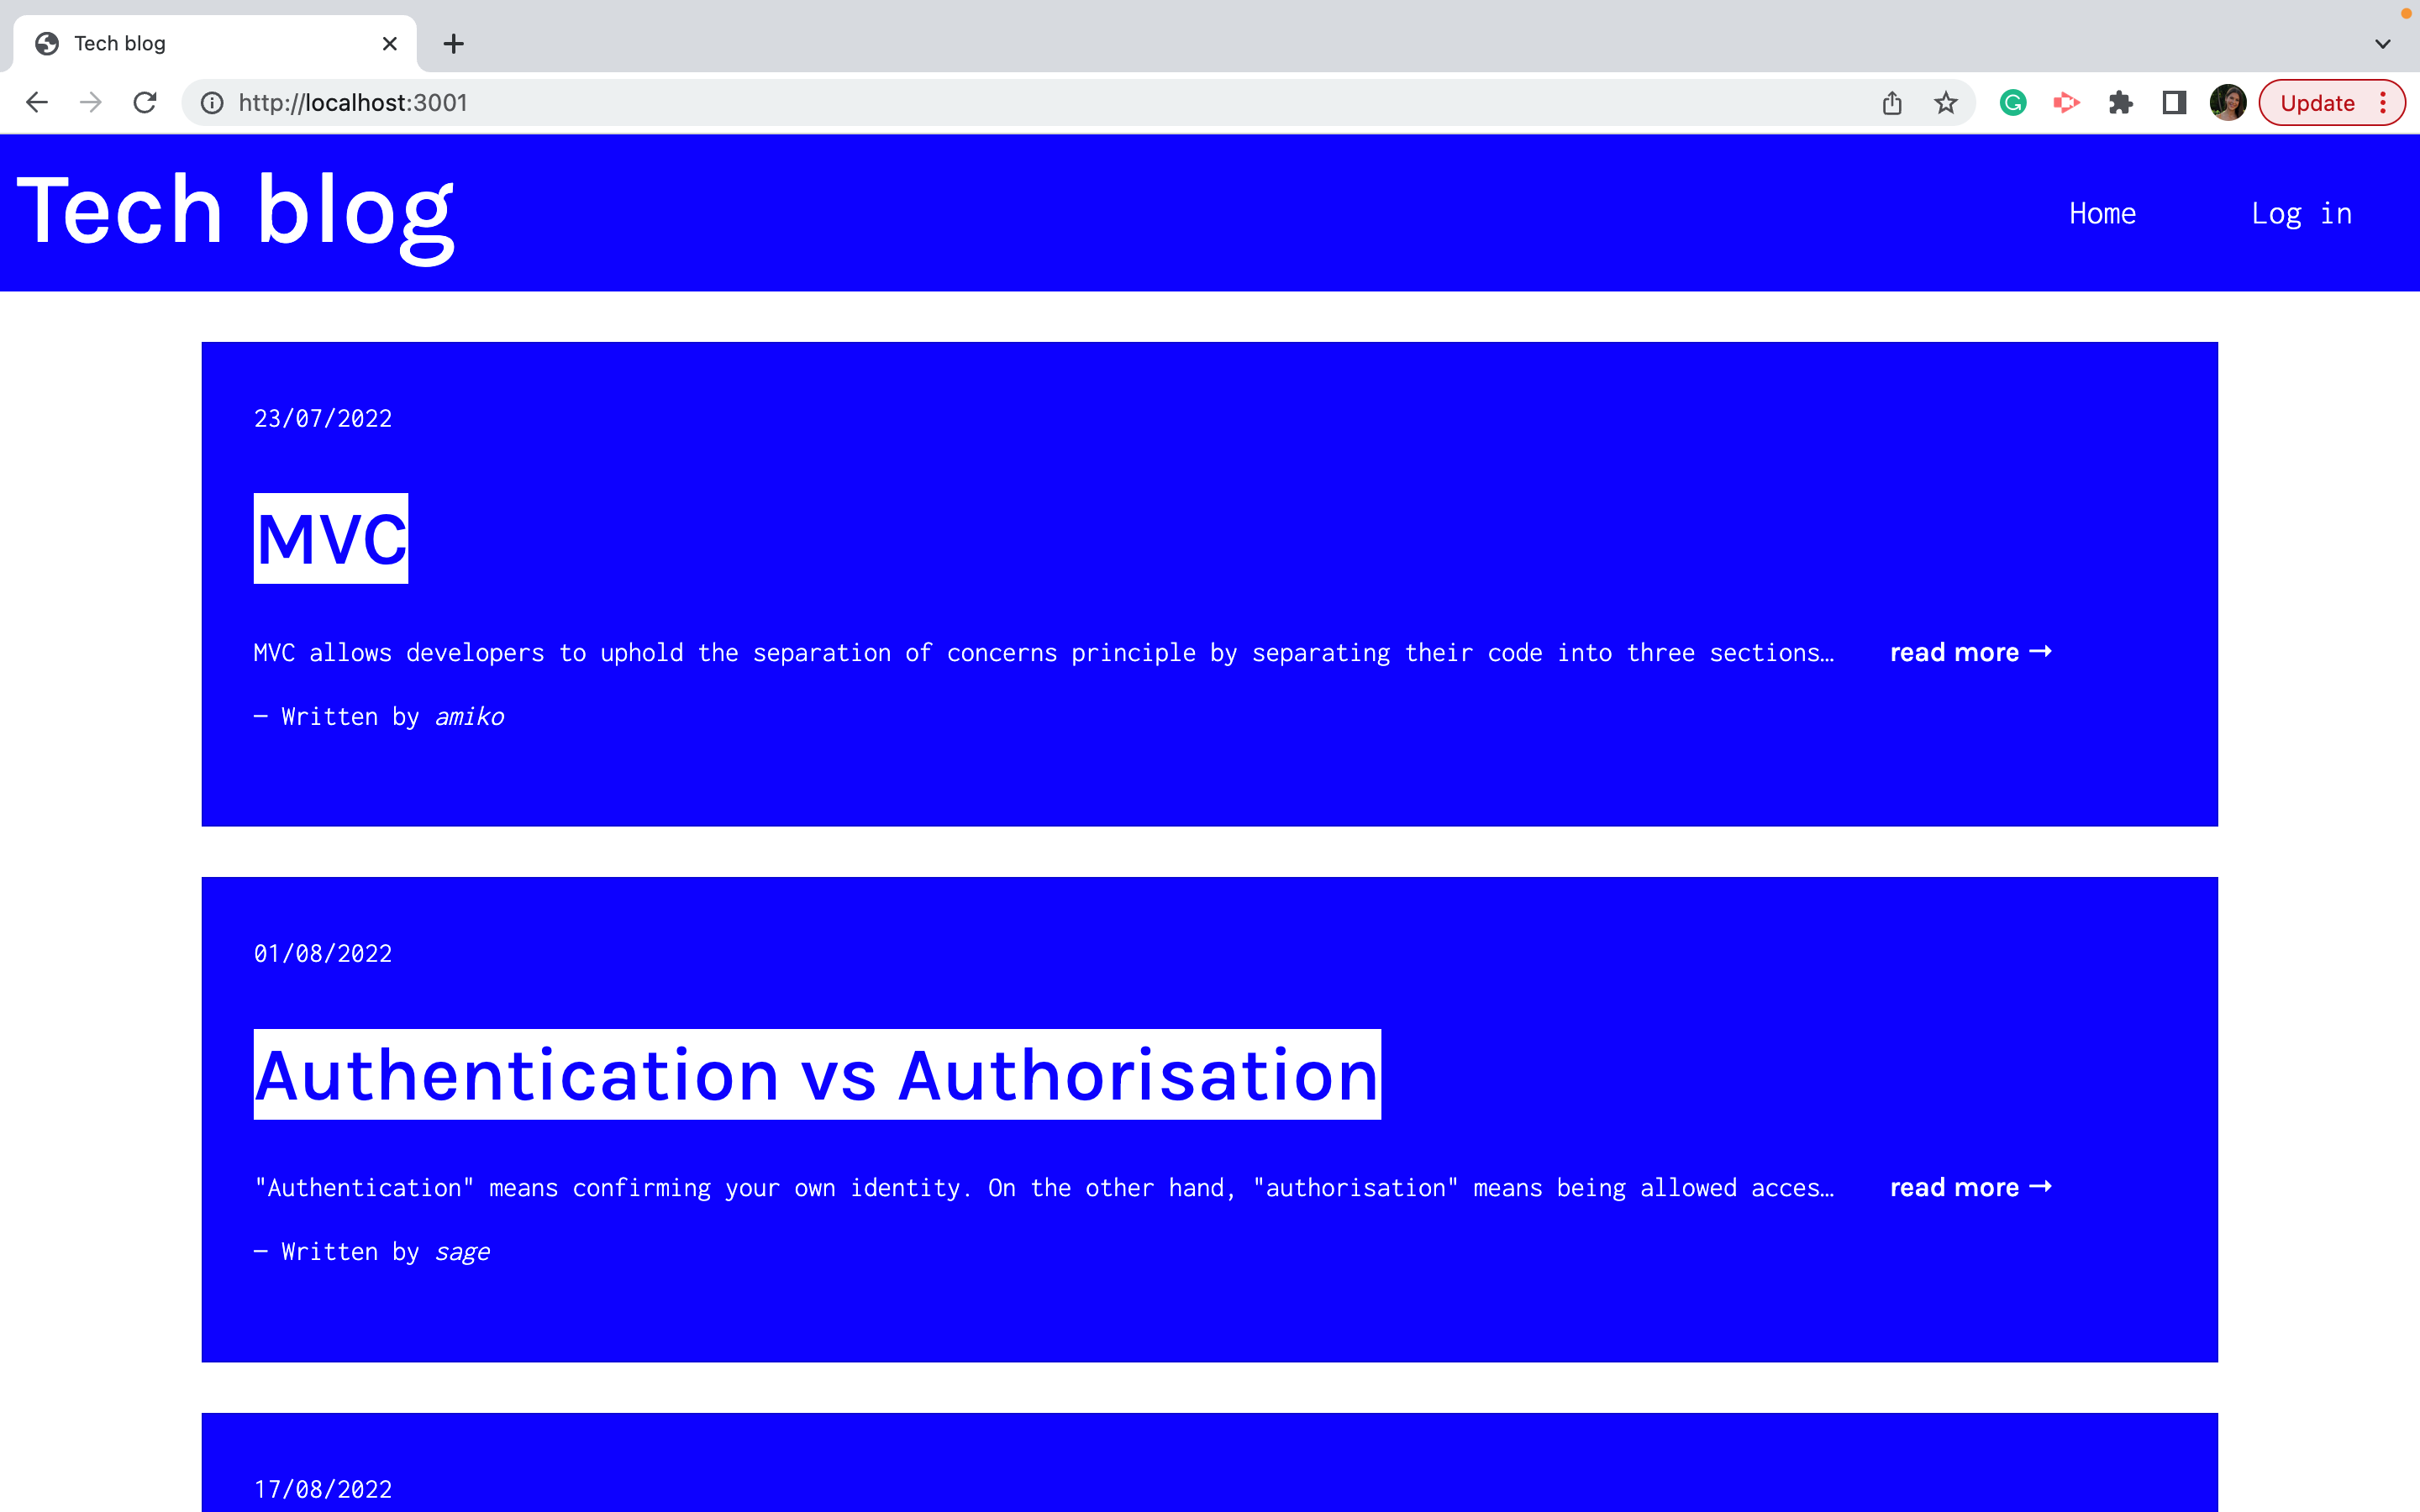 Tech blog
http://localhost:3001
Update
Tech blog
Home
Log in
23/07/2022
MVC
MVC allows developers to uphold the separation of concerns principle by separating their code into three sections… read more →
— Written by amiko
01/08/2022
Authentication vs Authorisation
"Authentication" means confirming your own identity. On the other hand, "authorisation" means being allowed acces… read more →
— Written by sage
17/08/2022